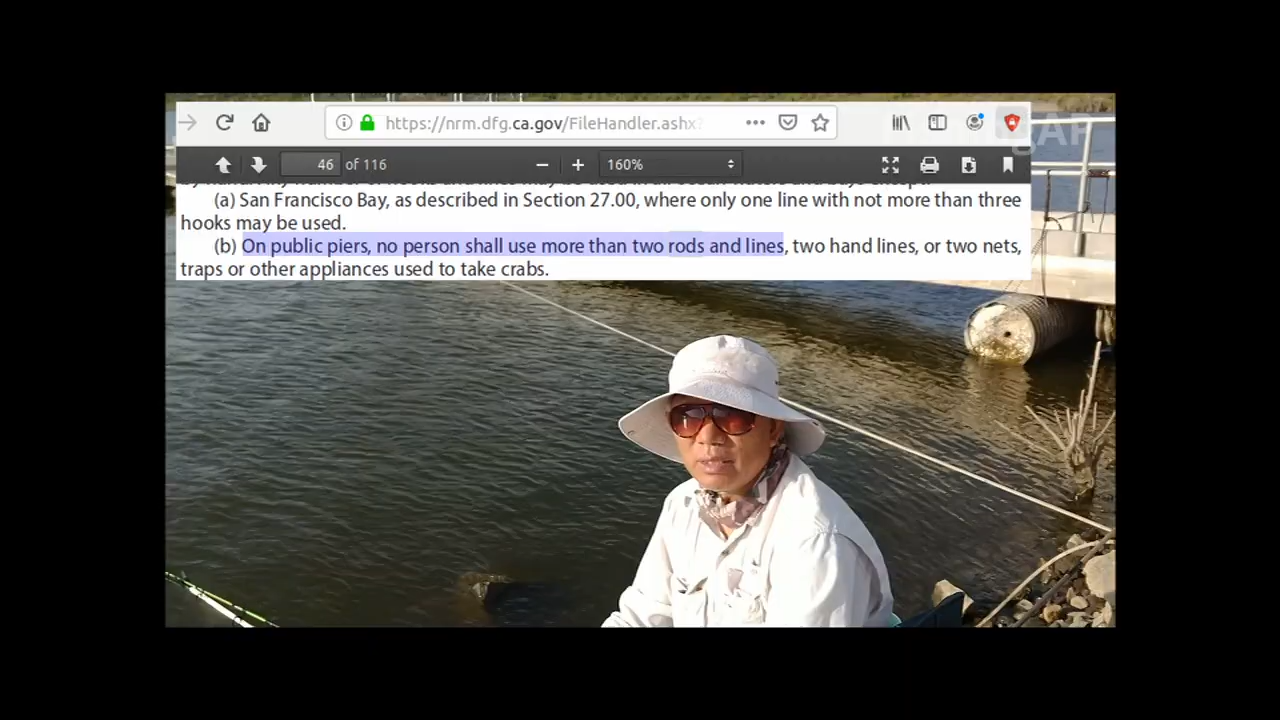 https://nrm.dfg.ca.gov/FileHandler.ashx?
46 of 116
160%
(a) San Francisco Bay, as described in Section 27.00, where only one line with not more than three
hooks may be used.
(b) On public piers, no person shall use more than two rods and lines, two hand lines, or two nets,
traps or other appliances used to take crabs.